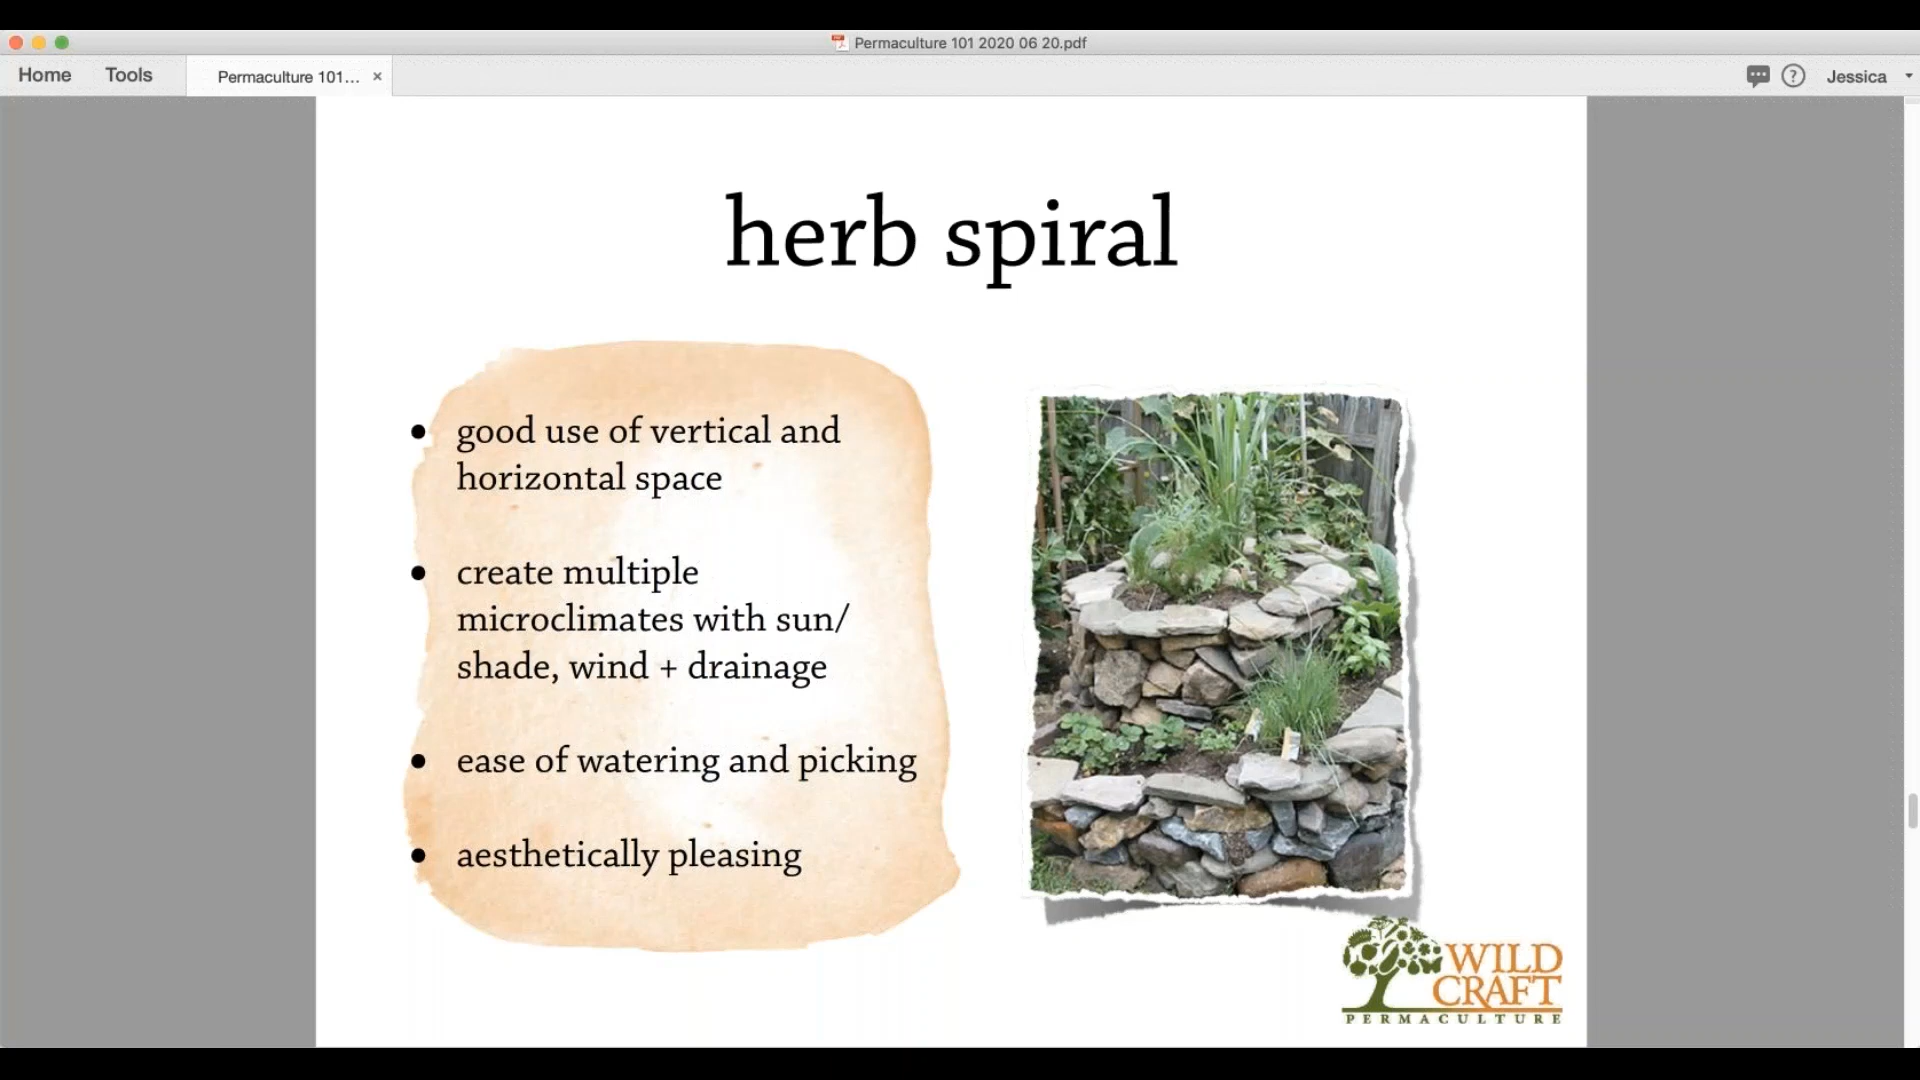 Permaculture 101 2020 06 20.pdf
Home Tools Permaculture 101... × ? Jessica
herb spiral
• good use of vertical and
horizontal space
• create multiple
microclimates with sun/
shade, wind + drainage
• ease of watering and picking
• aesthetically pleasing
WILD
CRAFT
PERMACULTURE